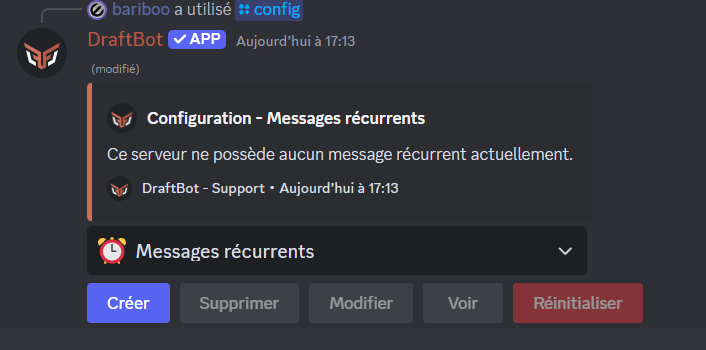 bariboo a utilisé config
DraftBot APP Aujourd'hui à 17:13
(modifié)
Configuration - Messages récurrents
Ce serveur ne possède aucun message récurrent actuellement.
DraftBot - Support • Aujourd'hui à 17:13
Messages récurrents
Créer Supprimer Modifier Voir Réinitialiser